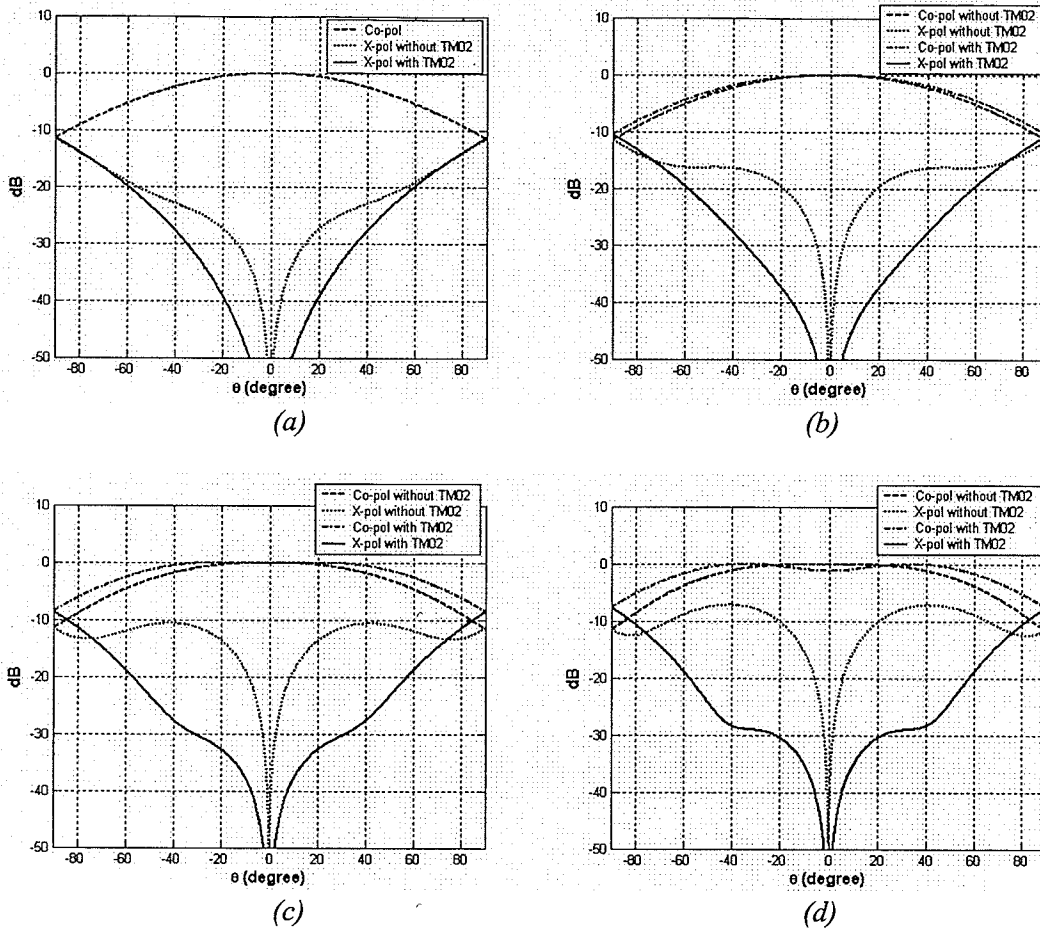 10
0
-10
-20
-30
-40
-50
dB
-80 -60 -40 -20 0 20 40 60 80
θ (degree)
Co-pol
X-pol without TM02
X-pol with TM02
(a)
10
0
-10
-20
-30
-40
-50
dB
-80 -60 -40 -20 0 20 40 60 80
θ (degree)
Co-pol without TM02
X-pol without TM02
Co-pol with TM02
X-pol with TM02
(b)
10
0
-10
-20
-30
-40
-50
dB
-80 -60 -40 -20 0 20 40 60 80
θ (degree)
Co-pol without TM02
X-pol without TM02
Co-pol with TM02
X-pol with TM02
(c)
10
0
-10
-20
-30
-40
-50
dB
-80 -60 -40 -20 0 20 40 60 80
θ (degree)
Co-pol without TM02
X-pol without TM02
Co-pol with TM02
X-pol with TM02
(d)